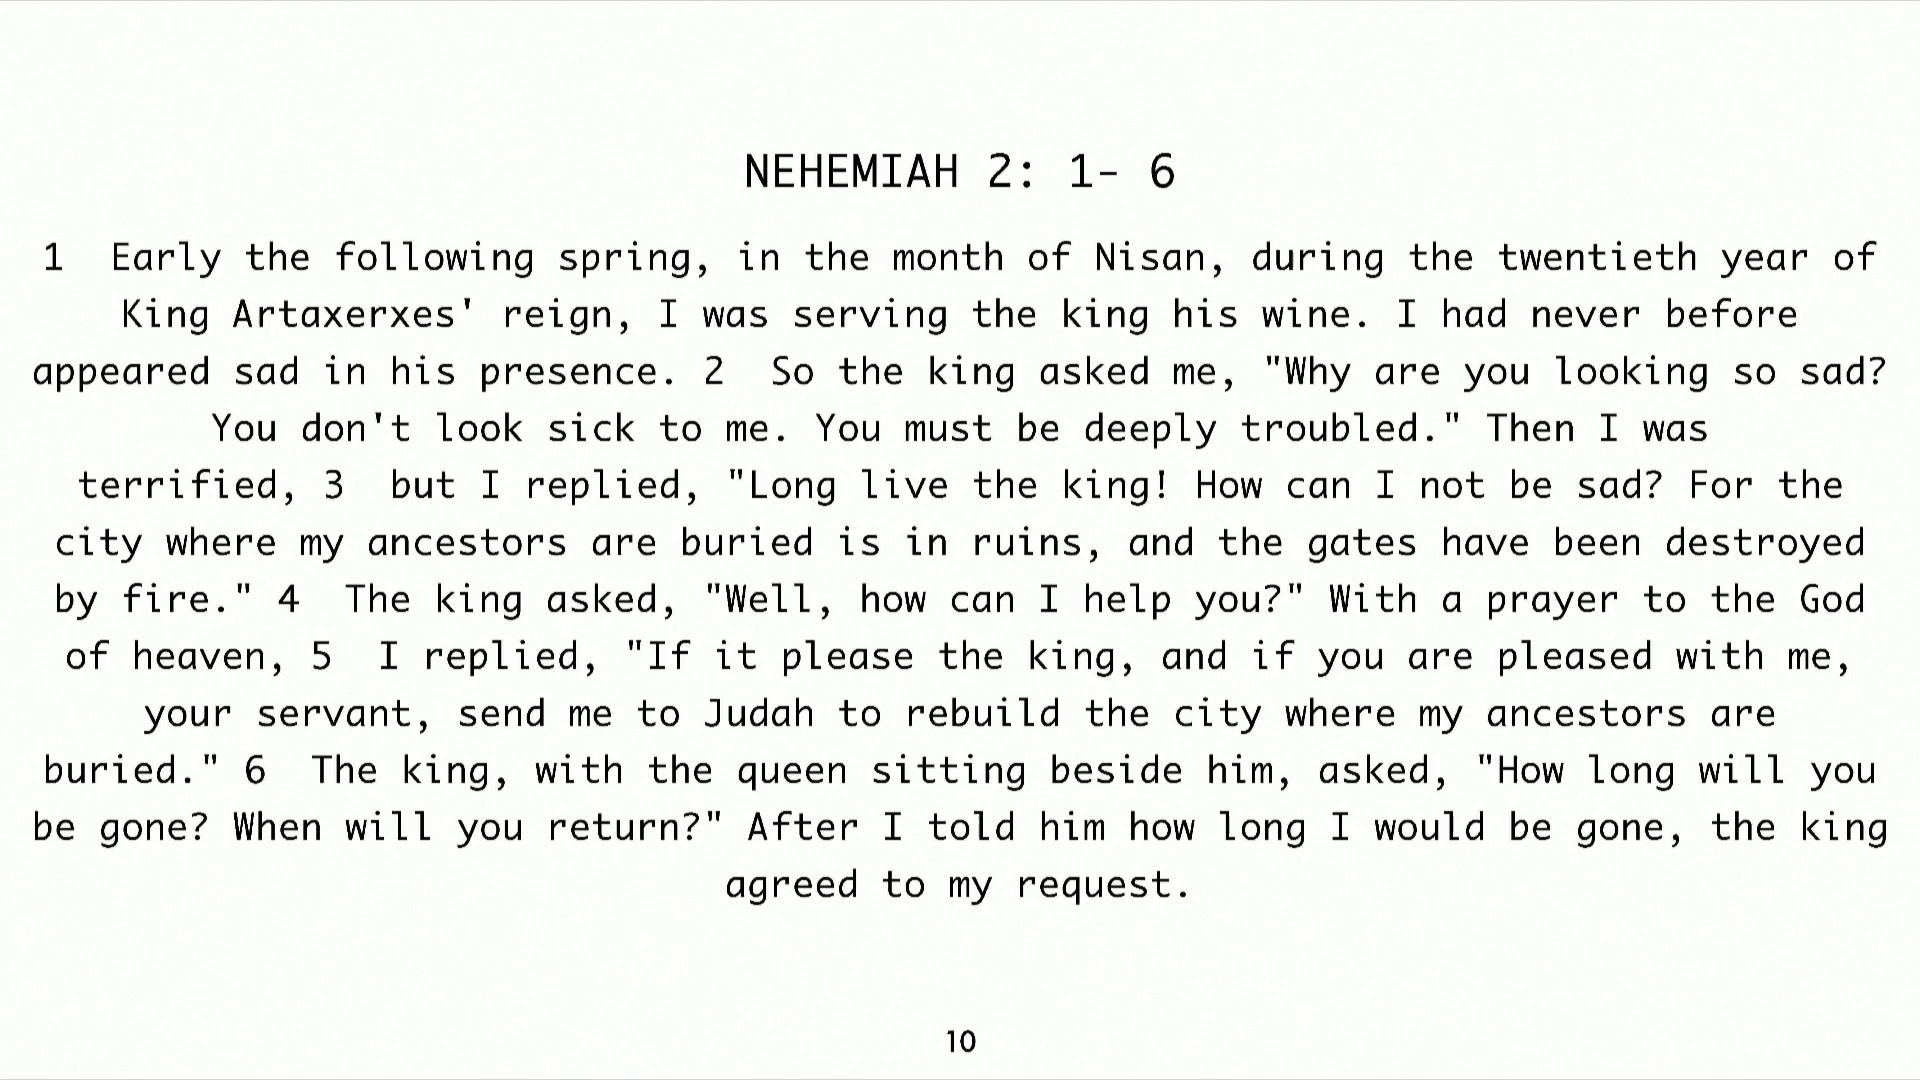 NEHEMIAH 2: 1- 6
1  Early the following spring, in the month of Nisan, during the twentieth year of
King Artaxerxes' reign, I was serving the king his wine. I had never before
appeared sad in his presence. 2  So the king asked me, "Why are you looking so sad?
You don't look sick to me. You must be deeply troubled." Then I was
terrified, 3  but I replied, "Long live the king! How can I not be sad? For the
city where my ancestors are buried is in ruins, and the gates have been destroyed
by fire." 4  The king asked, "Well, how can I help you?" With a prayer to the God
of heaven, 5  I replied, "If it please the king, and if you are pleased with me,
your servant, send me to Judah to rebuild the city where my ancestors are
buried." 6  The king, with the queen sitting beside him, asked, "How long will you
be gone? When will you return?" After I told him how long I would be gone, the king
agreed to my request.
10